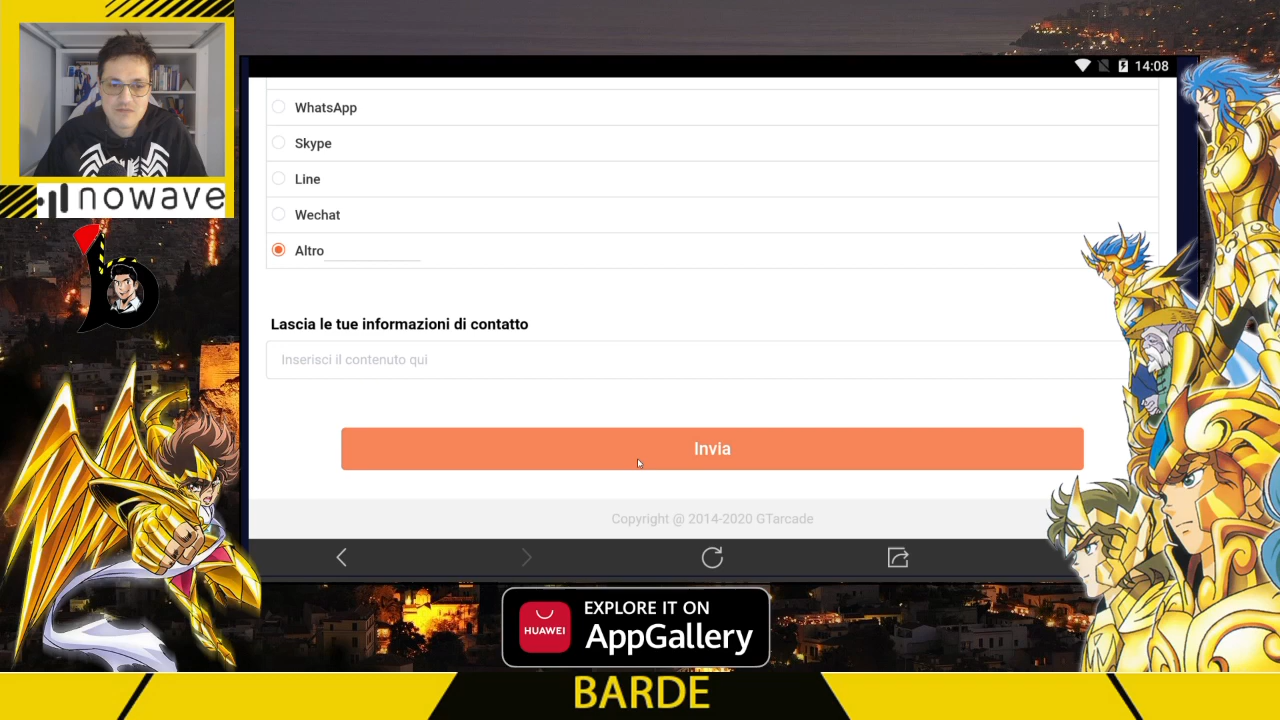 nowave
14:08
WhatsApp
Skype
Line
Wechat
Altro
Lascia le tue informazioni di contatto
Inserisci il contenuto qui
Invia
Copyright @ 2014-2020 GTarcade
HUAWEI
EXPLORE IT ON
AppGallery
BARDE